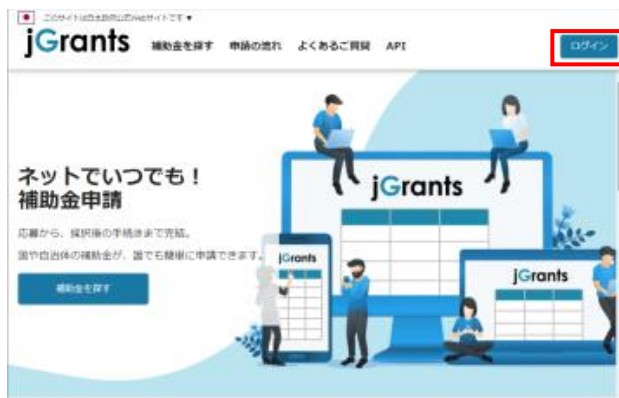 このサイトは日本政府公式Webサイトです ▼
jGrants 補助金を探す 申請の流れ よくあるご質問 API ログイン
ネットでいつでも！
補助金申請
応募から、採択後の手続きまで完結。
国や自治体の補助金が、誰でも簡単に申請できます。
補助金を探す
jGrants
jGrants
jGrants